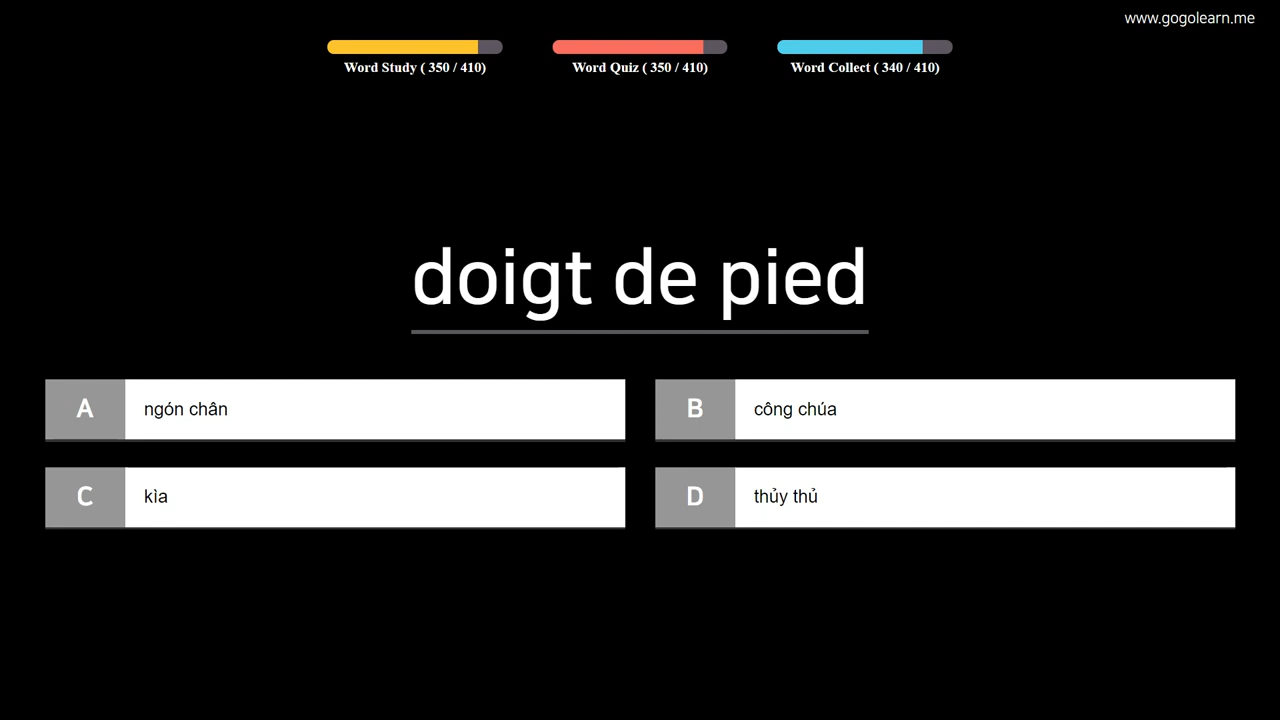 www.gogolearn.me
Word Study ( 350 / 410)
Word Quiz ( 350 / 410)
Word Collect ( 340 / 410)
doigt de pied
A ngón chân
B công chúa
C kìa
D thủy thủ